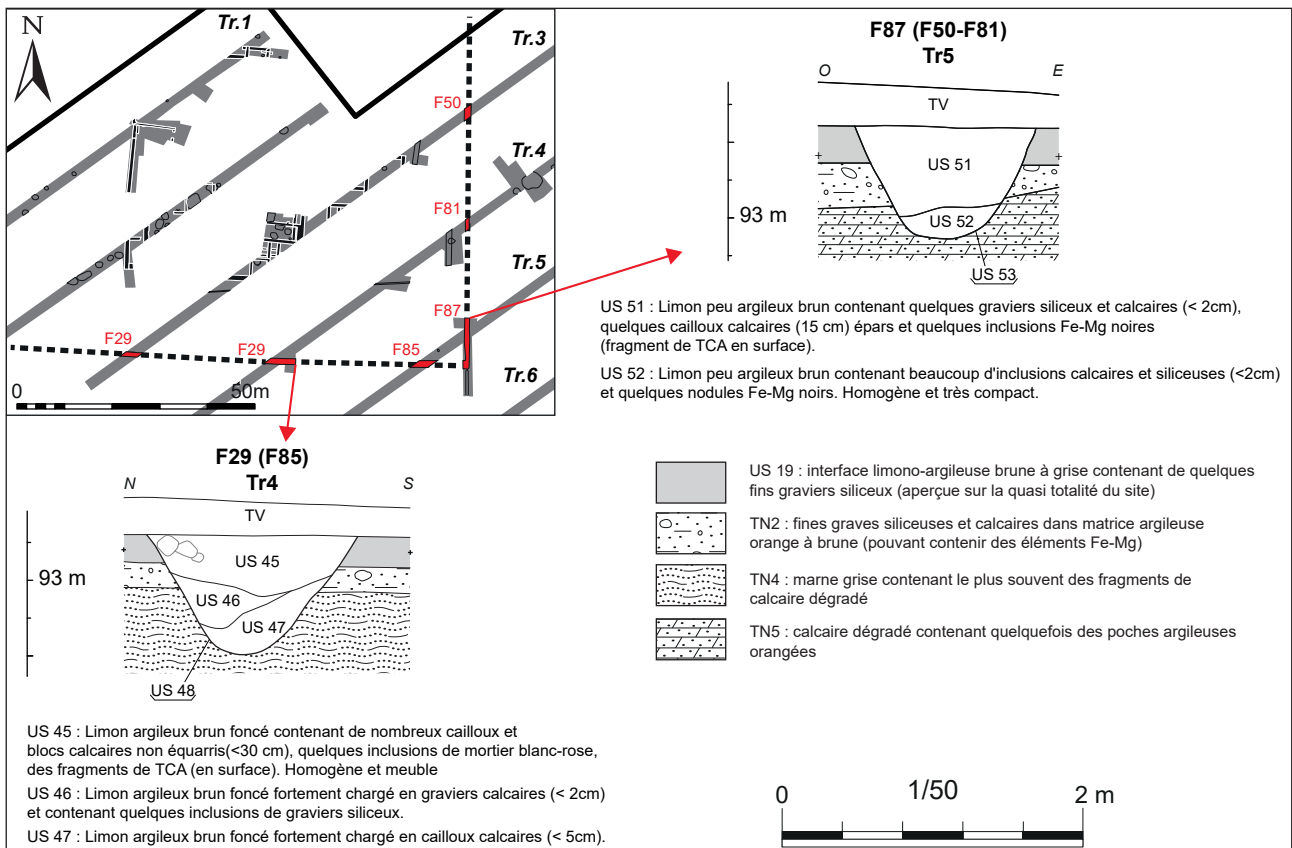 N
Tr.1
Tr.3
F50
Tr.4
F81
Tr.5
F87
F29
F29
F85
Tr.6
0
50m
F87 (F50-F81)
Tr5
O
E
TV
US 51
93 m
US 52
US 53
US 51 : Limon peu argileux brun contenant quelques graviers siliceux et calcaires (< 2cm),
quelques cailloux calcaires (15 cm) épars et quelques inclusions Fe-Mg noires
(fragment de TCA en surface).
US 52 : Limon peu argileux brun contenant beaucoup d'inclusions calcaires et siliceuses (<2cm)
et quelques nodules Fe-Mg noirs. Homogène et très compact.
F29 (F85)
Tr4
N
S
TV
US 45
93 m
US 46
US 47
US 48
US 19 : interface limono-argileuse brune à grise contenant de quelques
fins graviers siliceux (aperçue sur la quasi totalité du site)
TN2 : fines graves siliceuses et calcaires dans matrice argileuse
orange à brune (pouvant contenir des éléments Fe-Mg)
TN4 : marne grise contenant le plus souvent des fragments de
calcaire dégradé
TN5 : calcaire dégradé contenant quelquefois des poches argileuses
orangées
US 45 : Limon argileux brun foncé contenant de nombreux cailloux et
blocs calcaires non équarris(<30 cm), quelques inclusions de mortier blanc-rose,
des fragments de TCA (en surface). Homogène et meuble
US 46 : Limon argileux brun foncé fortement chargé en graviers calcaires (< 2cm)
et contenant quelques inclusions de graviers siliceux.
US 47 : Limon argileux brun foncé fortement chargé en cailloux calcaires (< 5cm).
0
1/50
2 m